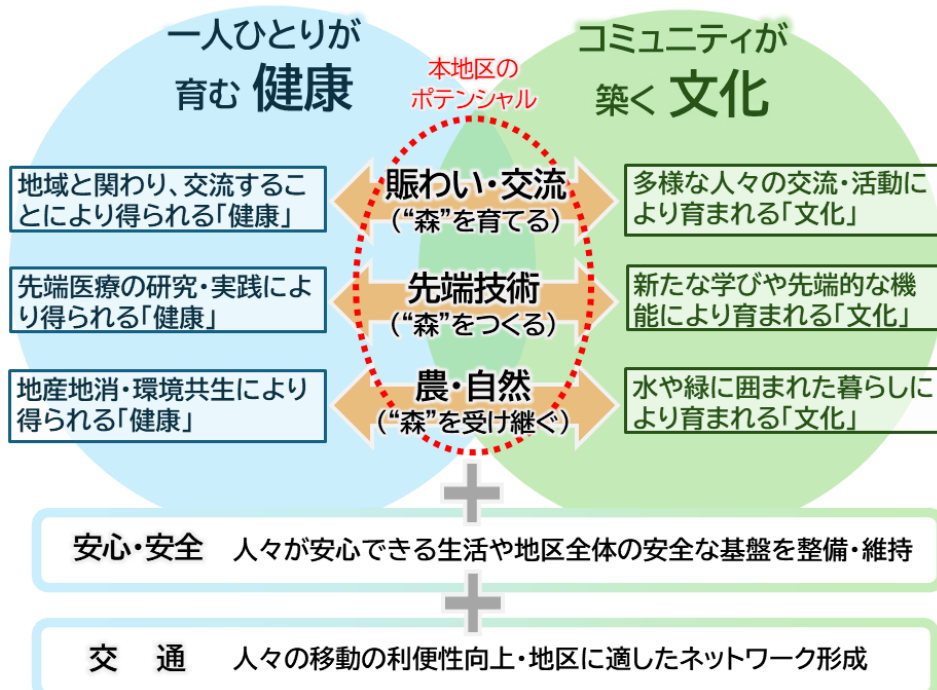 一人ひとりが
育む 健康
コミュニティが
築く 文化
本地区の
ポテンシャル
地域と関わり、交流するこ
とにより得られる「健康」
賑わい・交流
(“森”を育てる)
多様な人々の交流・活動に
より育まれる「文化」
先端医療の研究・実践によ
り得られる「健康」
先端技術
(“森”をつくる)
新たな学びや先端的な機
能により育まれる「文化」
地産地消・環境共生により
得られる「健康」
農・自然
(“森”を受け継ぐ)
水や緑に囲まれた暮らしに
より育まれる「文化」
安心・安全 人々が安心できる生活や地区全体の安全な基盤を整備・維持
交 通 人々の移動の利便性向上・地区に適したネットワーク形成